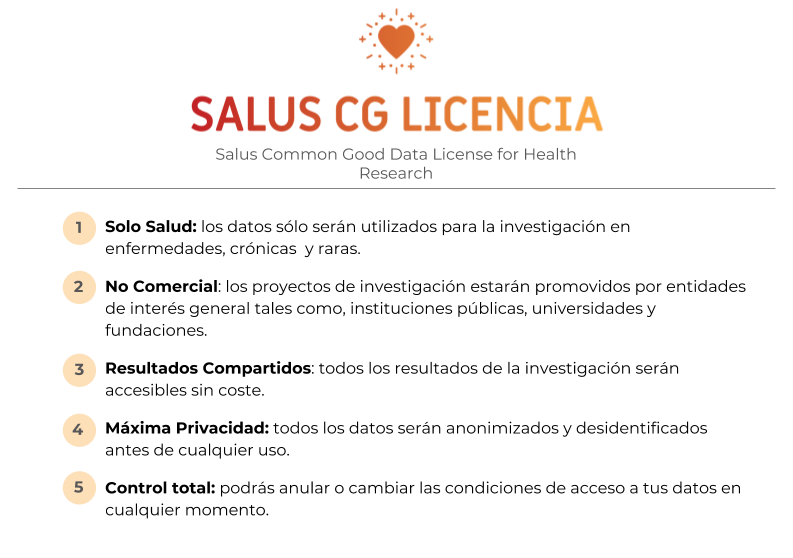 SALUS CG LICENCIA
Salus Common Good Data License for Health
Research
1 Solo Salud: los datos sólo serán utilizados para la investigación en
enfermedades, crónicas  y raras.
2 No Comercial: los proyectos de investigación estarán promovidos por entidades
de interés general tales como, instituciones públicas, universidades y
fundaciones.
3 Resultados Compartidos: todos los resultados de la investigación serán
accesibles sin coste.
4 Máxima Privacidad: todos los datos serán anonimizados y desidentificados
antes de cualquier uso.
5 Control total: podrás anular o cambiar las condiciones de acceso a tus datos en
cualquier momento.